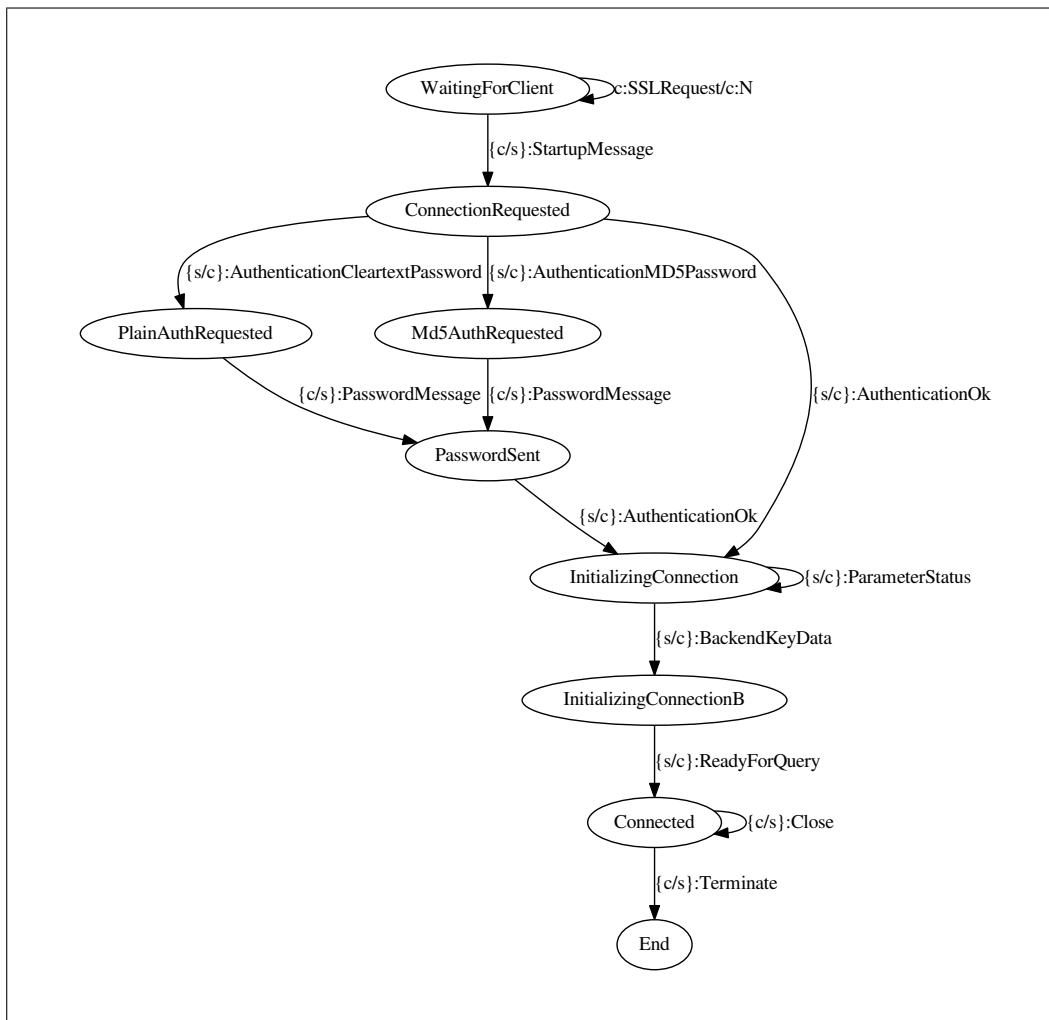 WaitingForClient
c:SSLRequest/c:N
{c/s}:StartupMessage
ConnectionRequested
{s/c}:AuthenticationCleartextPassword
{s/c}:AuthenticationMD5Password
PlainAuthRequested
Md5AuthRequested
{c/s}:PasswordMessage
{c/s}:PasswordMessage
{s/c}:AuthenticationOk
PasswordSent
{s/c}:AuthenticationOk
InitializingConnection
{s/c}:ParameterStatus
{s/c}:BackendKeyData
InitializingConnectionB
{s/c}:ReadyForQuery
Connected
{c/s}:Close
{c/s}:Terminate
End